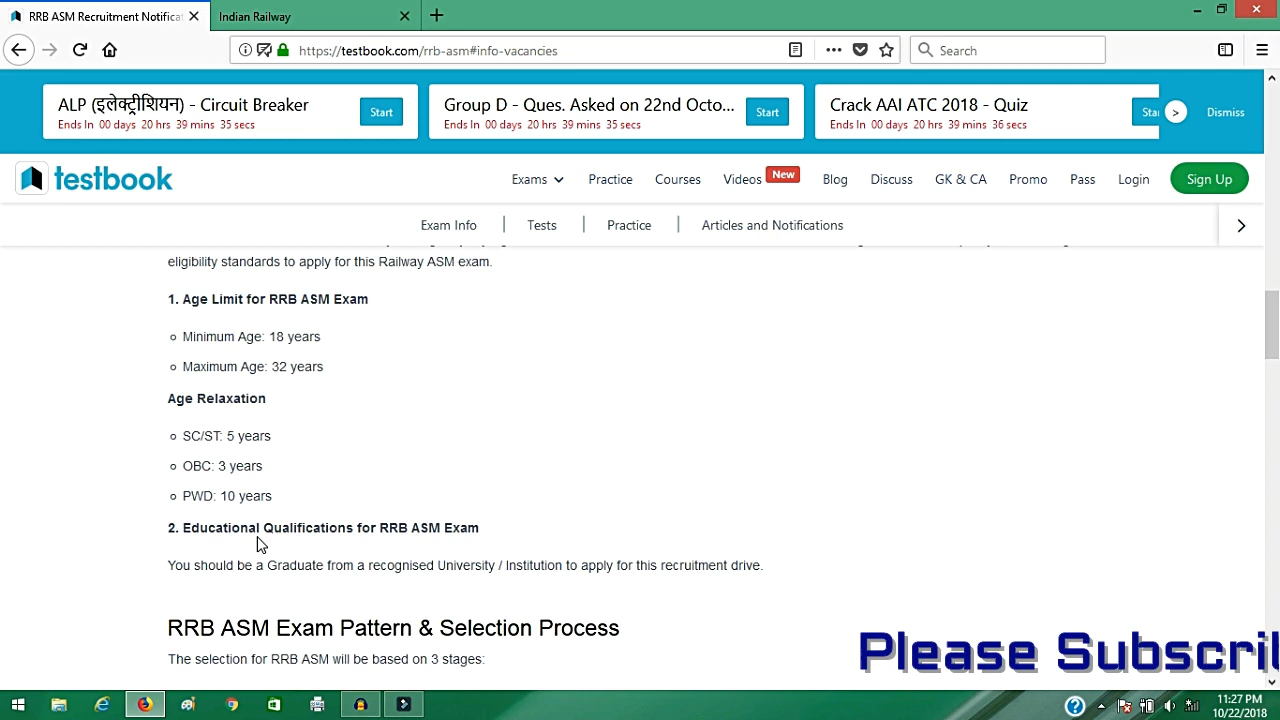 RRB ASM Recruitment Notificat
Indian Railway
https://testbook.com/rrb-asm#info-vacancies
Search
ALP (इलेक्ट्रीशियन) - Circuit Breaker
Ends In 00 days 20 hrs 39 mins 35 secs
Start
Group D - Ques. Asked on 22nd Octo...
Ends In 00 days 20 hrs 39 mins 35 secs
Start
Crack AAI ATC 2018 - Quiz
Ends In 00 days 20 hrs 39 mins 36 secs
Star
>
Dismiss
testbook
Exams
Practice
Courses
Videos
New
Blog
Discuss
GK & CA
Promo
Pass
Login
Sign Up
Exam Info
Tests
Practice
Articles and Notifications
eligibility standards to apply for this Railway ASM exam.
1. Age Limit for RRB ASM Exam
Minimum Age: 18 years
Maximum Age: 32 years
Age Relaxation
SC/ST: 5 years
OBC: 3 years
PWD: 10 years
2. Educational Qualifications for RRB ASM Exam
You should be a Graduate from a recognised University / Institution to apply for this recruitment drive.
RRB ASM Exam Pattern & Selection Process
The selection for RRB ASM will be based on 3 stages:
Please Subscri
11:27 PM
10/22/2018